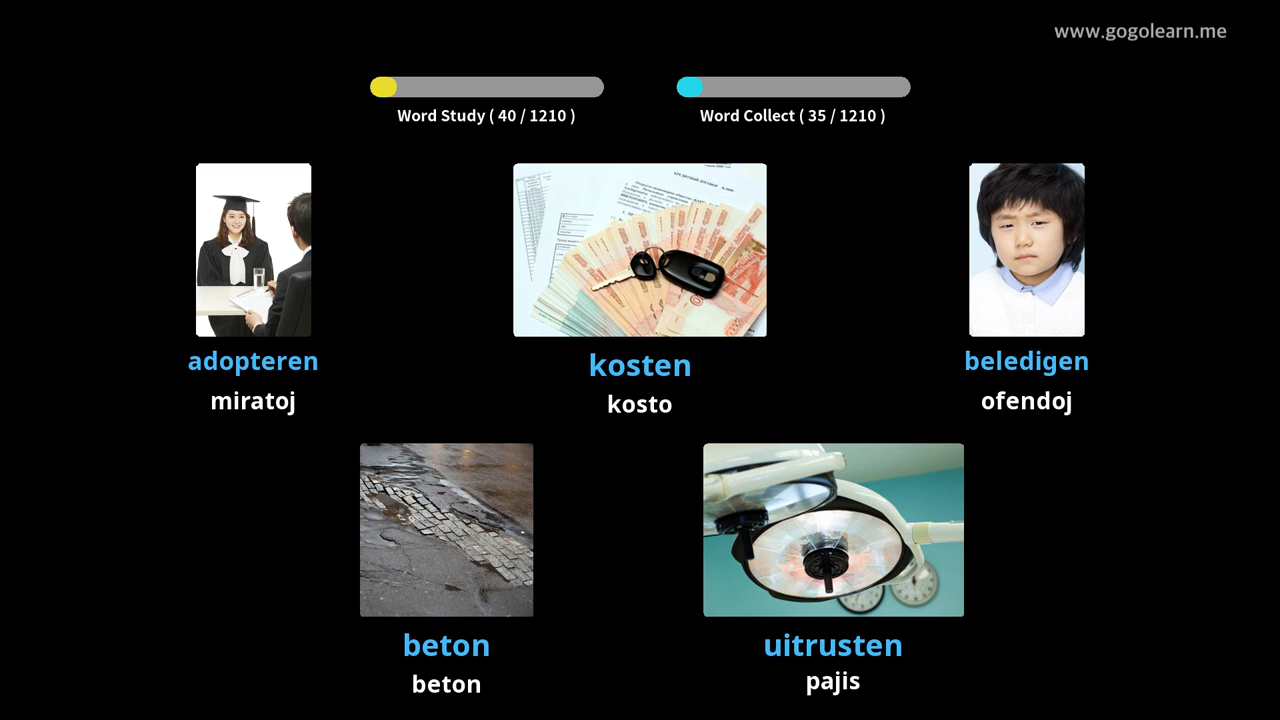 www.gogolearn.me
Word Study ( 40 / 1210 )
Word Collect ( 35 / 1210 )
adopteren
miratoj
kosten
kosto
beledigen
ofendoj
beton
beton
uitrusten
pajis